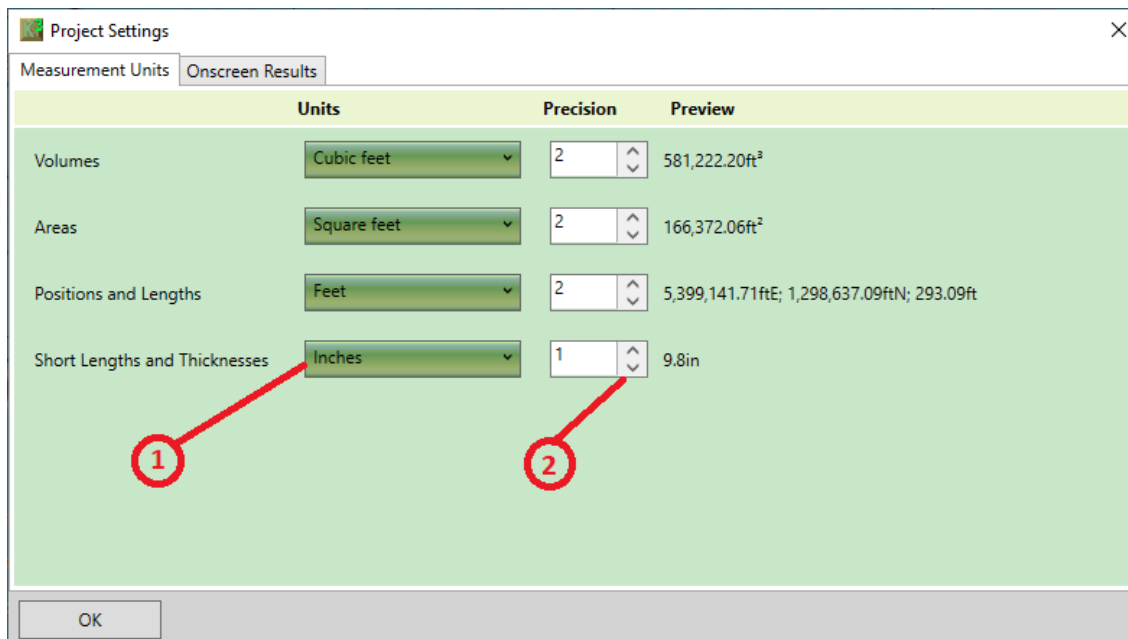 Project Settings
Measurement Units Onscreen Results
Units Precision Preview
Volumes Cubic feet 2 581,222.20ft³
Areas Square feet 2 166,372.06ft²
Positions and Lengths Feet 2 5,399,141.71ftE; 1,298,637.09ftN; 293.09ft
Short Lengths and Thicknesses Inches 1 9.8in
1 2
OK